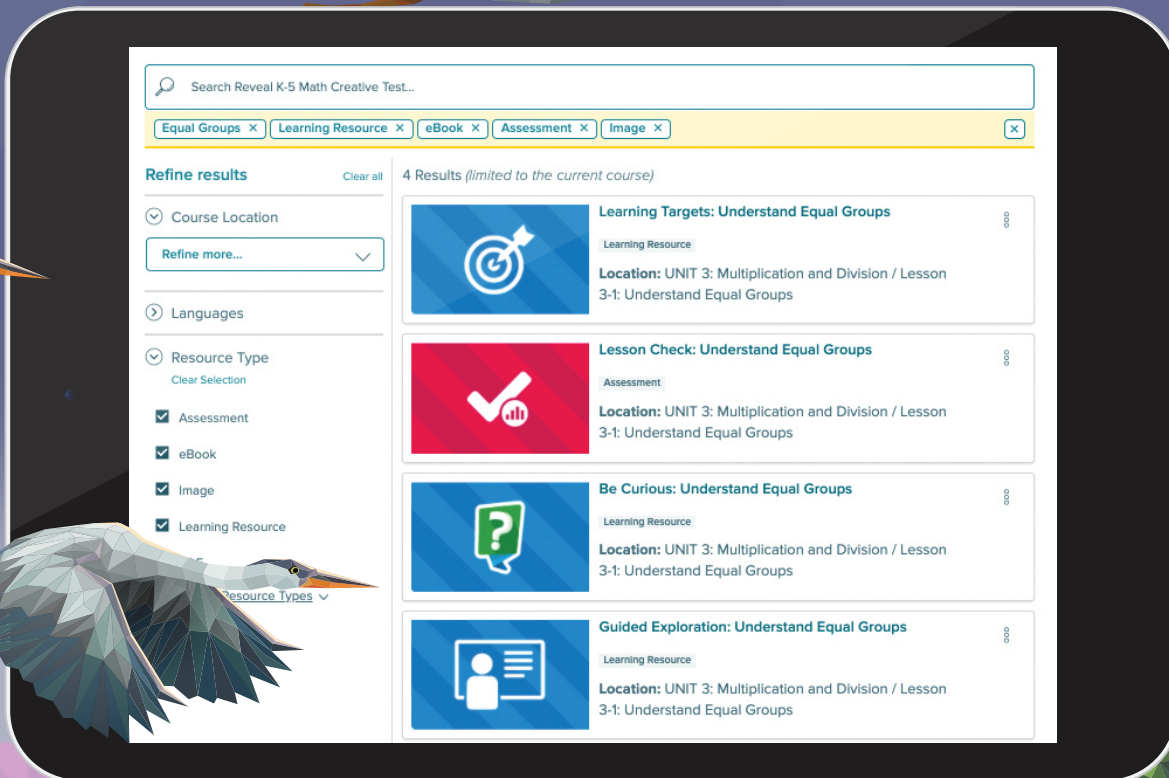 Search Reveal K-5 Math Creative Test...
Equal Groups × Learning Resource × eBook × Assessment × Image ×
Refine results
Clear all
Course Location
Refine more...
Languages
Resource Type
Clear Selection
Assessment
eBook
Image
Learning Resource
Resource Types
4 Results (limited to the current course)
Learning Targets: Understand Equal Groups
Learning Resource
Location: UNIT 3: Multiplication and Division / Lesson
3-1: Understand Equal Groups
Lesson Check: Understand Equal Groups
Assessment
Location: UNIT 3: Multiplication and Division / Lesson
3-1: Understand Equal Groups
Be Curious: Understand Equal Groups
Learning Resource
Location: UNIT 3: Multiplication and Division / Lesson
3-1: Understand Equal Groups
Guided Exploration: Understand Equal Groups
Learning Resource
Location: UNIT 3: Multiplication and Division / Lesson
3-1: Understand Equal Groups